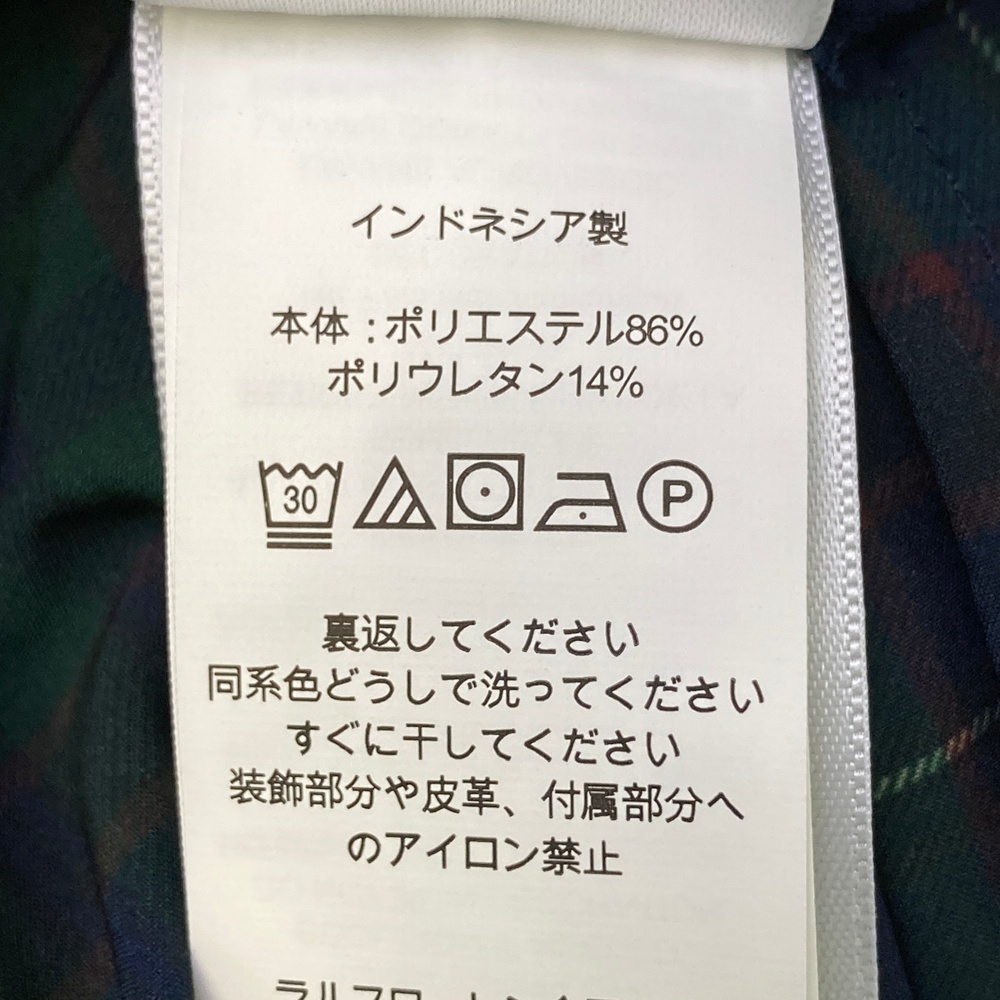 インドネシア製
本体:ポリエステル86%
ポリウレタン14%
30
P
裏返してください
同系色どうしで洗ってください
すぐに干してください
装飾部分や皮革、付属部分へ
のアイロン禁止